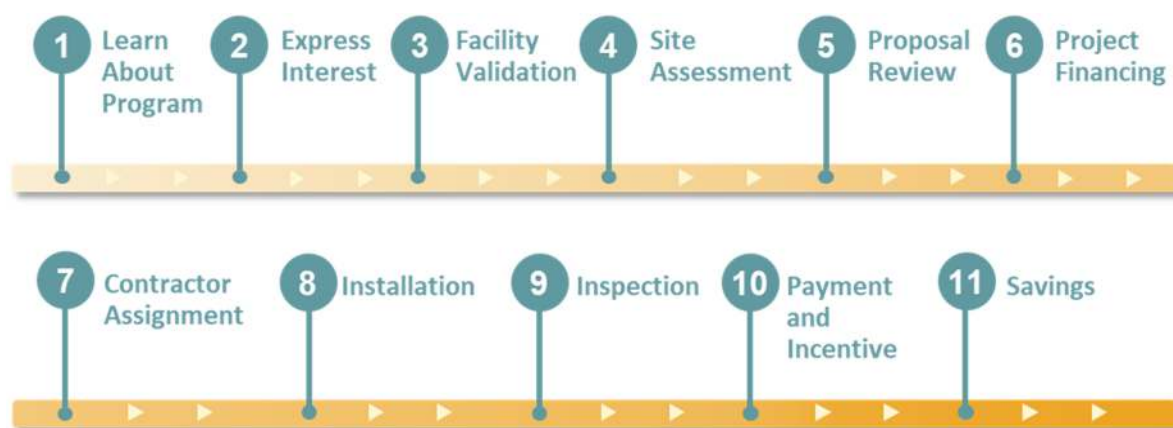 1 Learn
About
Program
2 Express
Interest
3 Facility
Validation
4 Site
Assessment
5 Proposal
Review
6 Project
Financing
7 Contractor
Assignment
8 Installation
9 Inspection
10 Payment
and
Incentive
11 Savings